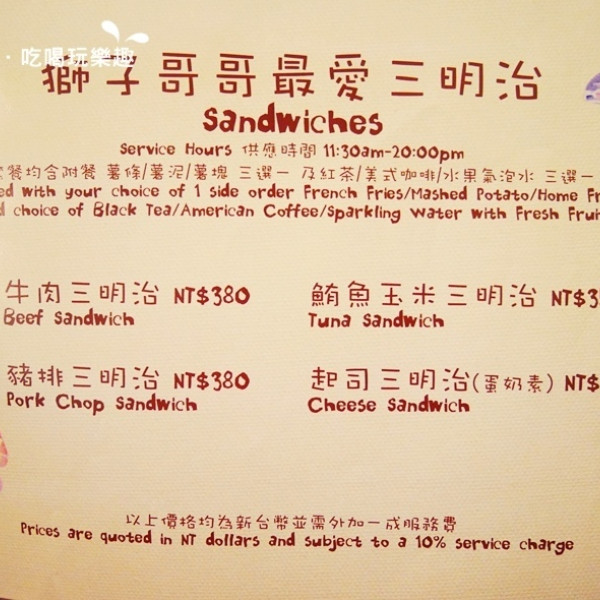 · 吃喝玩樂趣
獅子哥哥最愛三明治
Sandwiches
Service Hours 供應時間 11:30am-20:00pm
餐均含附餐 薯條/薯泥/薯塊 三選一 及紅茶/美式咖啡/水果氣泡水 三選一
ed with your choice of 1 side order French Fries/Mashed Potato/Home Fr
d choice of Black Tea/American Coffee/Sparkling Water with Fresh Frui
牛肉三明治 NT$380
Beef Sandwich
鮪魚玉米三明治 NT$3
Tuna Sandwich
豬排三明治 NT$380
Pork Chop Sandwich
起司三明治(蛋奶素) NT$
Cheese Sandwich
以上價格均為新台幣並需外加一成服務費
Prices are quoted in NT dollars and subject to a 10% service charge